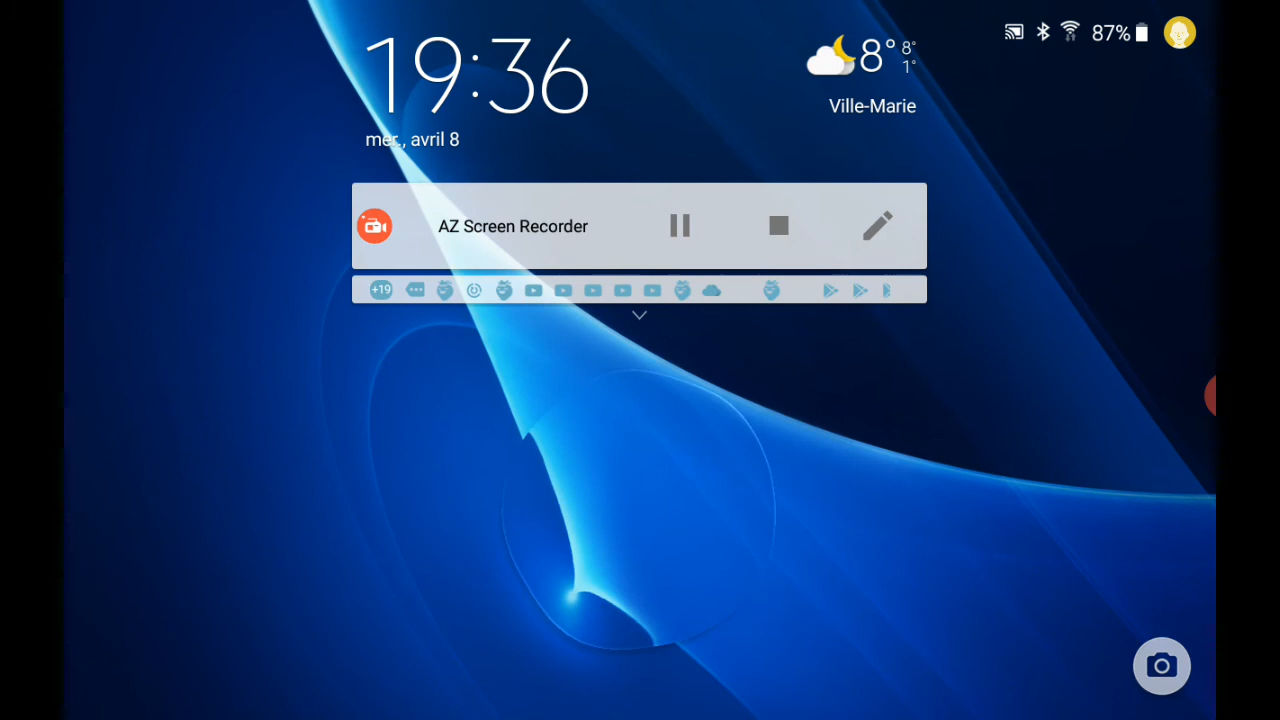 87%
19:36
8° 8°
1°
Ville-Marie
mer., avril 8
AZ Screen Recorder
+19